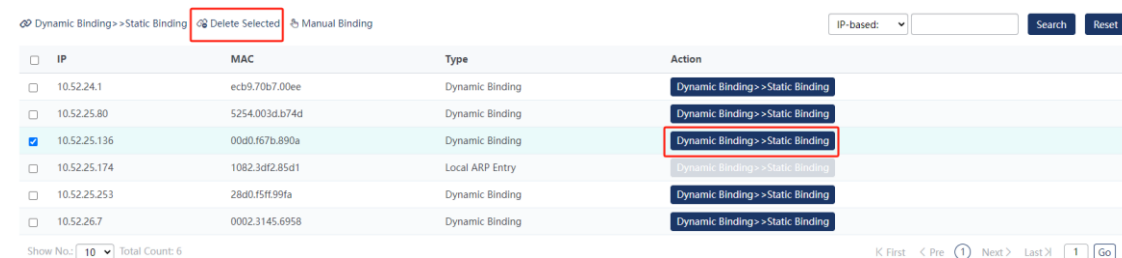 Dynamic Binding>>Static Binding Delete Selected Manual Binding IP-based: Search Reset
IP MAC Type Action
10.52.24.1 ecb9.70b7.00ee Dynamic Binding Dynamic Binding>>Static Binding
10.52.25.80 5254.003d.b74d Dynamic Binding Dynamic Binding>>Static Binding
10.52.25.136 00d0.f67b.890a Dynamic Binding Dynamic Binding>>Static Binding
10.52.25.174 1082.3df2.85d1 Local ARP Entry Dynamic Binding>>Static Binding
10.52.25.253 28d0.f5ff.99fa Dynamic Binding Dynamic Binding>>Static Binding
10.52.26.7 0002.3145.6958 Dynamic Binding Dynamic Binding>>Static Binding
Show No.: 10 Total Count: 6 First < Pre 1 Next > Last 1 Go